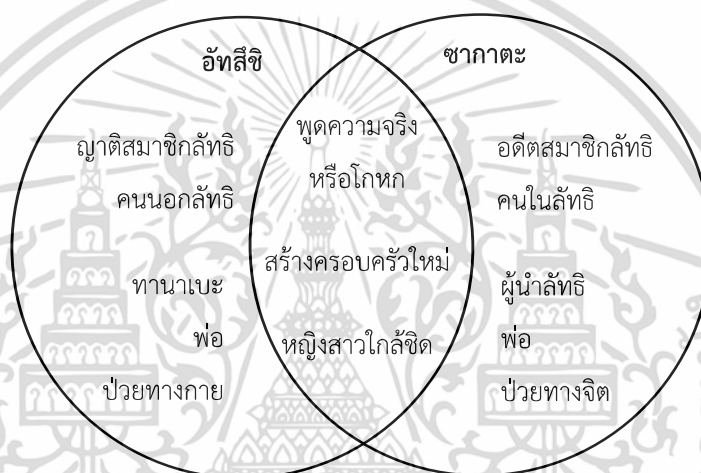 อัทสึชิ
ญาติสมาชิกลัทธิ
คนนอกลัทธิ
ทานาเบะ
พ่อ
ป่วยทางกาย
พูดความจริง
หรือโกหก
สร้างครอบครัวใหม่
หญิงสาวใกล้ชิด
ซากาตะ
อดีตสมาชิกลัทธิ
คนในลัทธิ
ผู้นำลัทธิ
พ่อ
ป่วยทางจิต